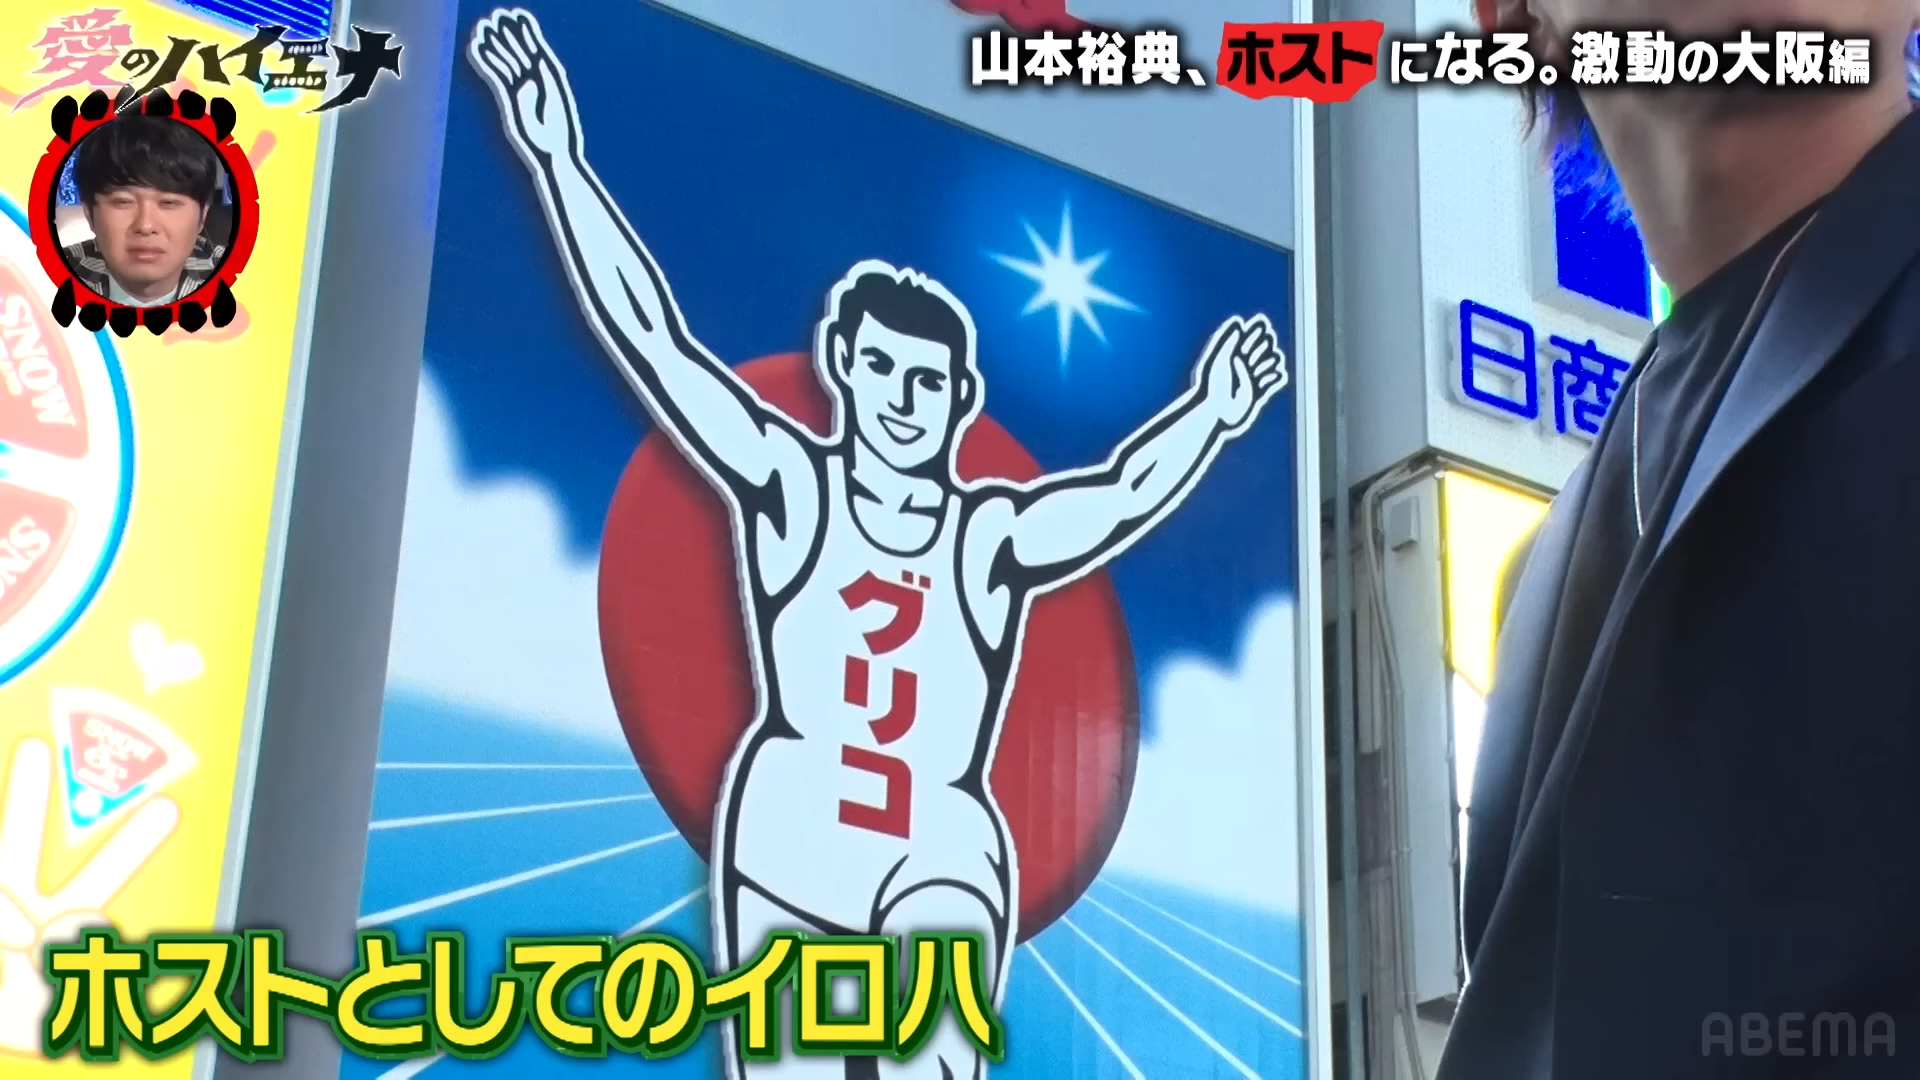 愛のハイエナ
山本裕典、ホストになる。激動の大阪編
SNOW
グリコ
日商
ホストとしてのイロハ
ABEMA